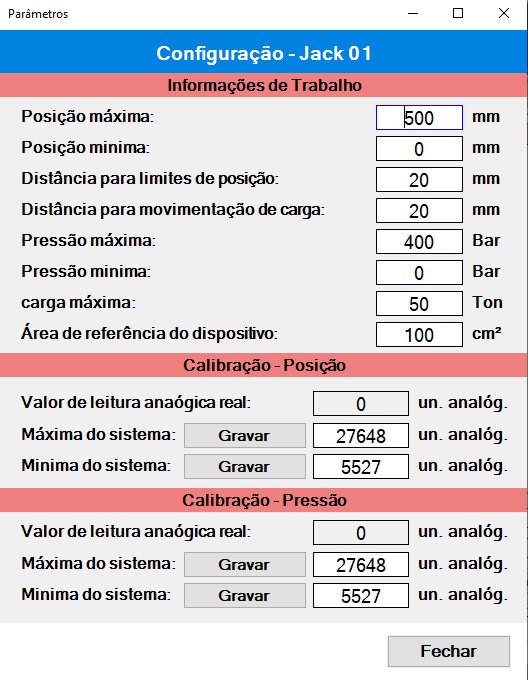 Parâmetros
Configuração - Jack 01
Informações de Trabalho
Posição máxima: 500 mm
Posição minima: 0 mm
Distância para limites de posição: 20 mm
Distância para movimentação de carga: 20 mm
Pressão máxima: 400 Bar
Pressão minima: 0 Bar
carga máxima: 50 Ton
Área de referência do dispositivo: 100 cm²
Calibração - Posição
Valor de leitura anaógica real: 0 un. analóg.
Máxima do sistema: Gravar 27648 un. analóg.
Minima do sistema: Gravar 5527 un. analóg.
Calibração - Pressão
Valor de leitura anaógica real: 0 un. analóg.
Máxima do sistema: Gravar 27648 un. analóg.
Minima do sistema: Gravar 5527 un. analóg.
Fechar